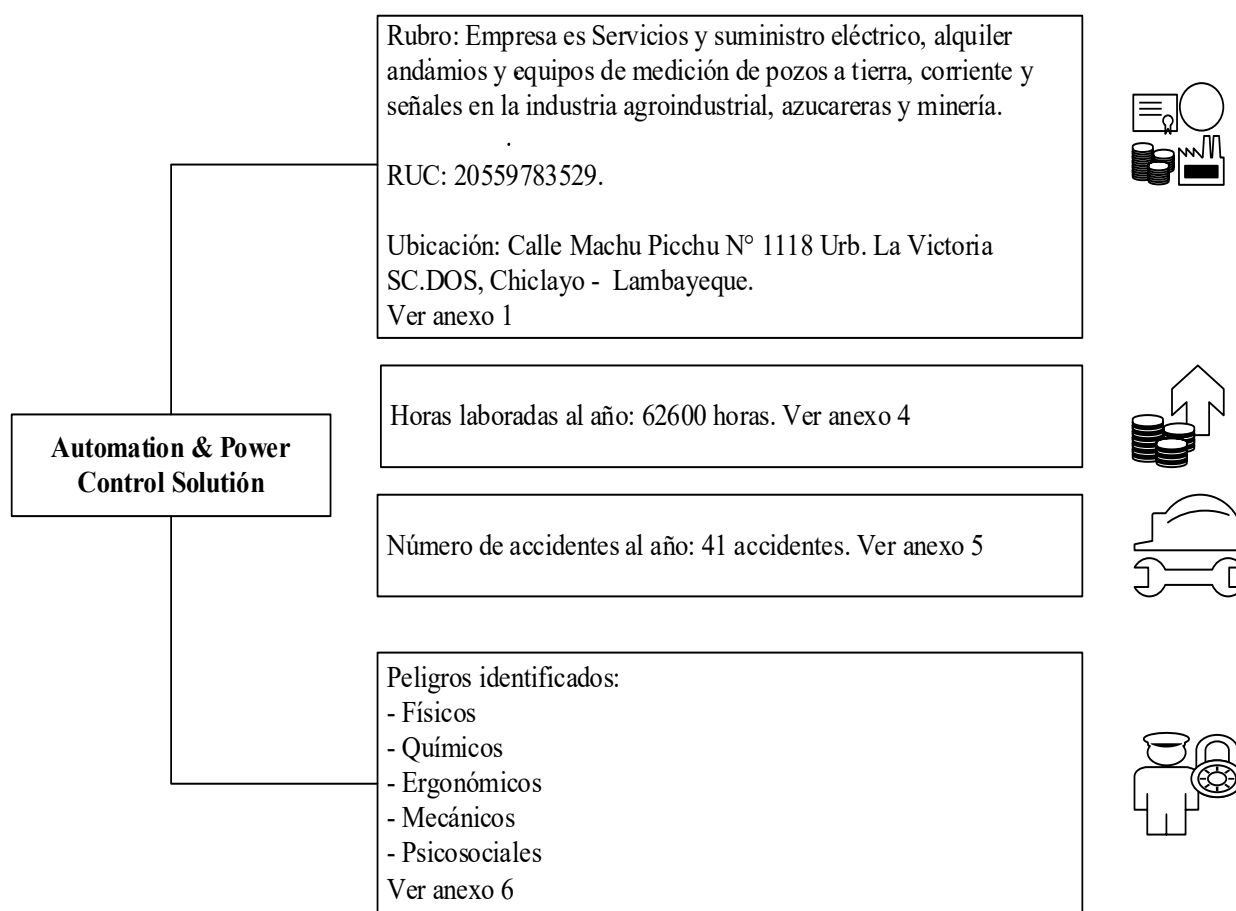 Rubro: Empresa es Servicios y suministro eléctrico, alquiler
andamios y equipos de medición de pozos a tierra, corriente y
señales en la industria agroindustrial, azucareras y minería.
.
RUC: 20559783529.
Ubicación: Calle Machu Picchu N° 1118 Urb. La Victoria
SC.DOS, Chiclayo - Lambayeque.
Ver anexo 1
Horas laboradas al año: 62600 horas. Ver anexo 4
Automation & Power
Control Solutión
Número de accidentes al año: 41 accidentes. Ver anexo 5
Peligros identificados:
- Físicos
- Químicos
- Ergonómicos
- Mecánicos
- Psicosociales
Ver anexo 6